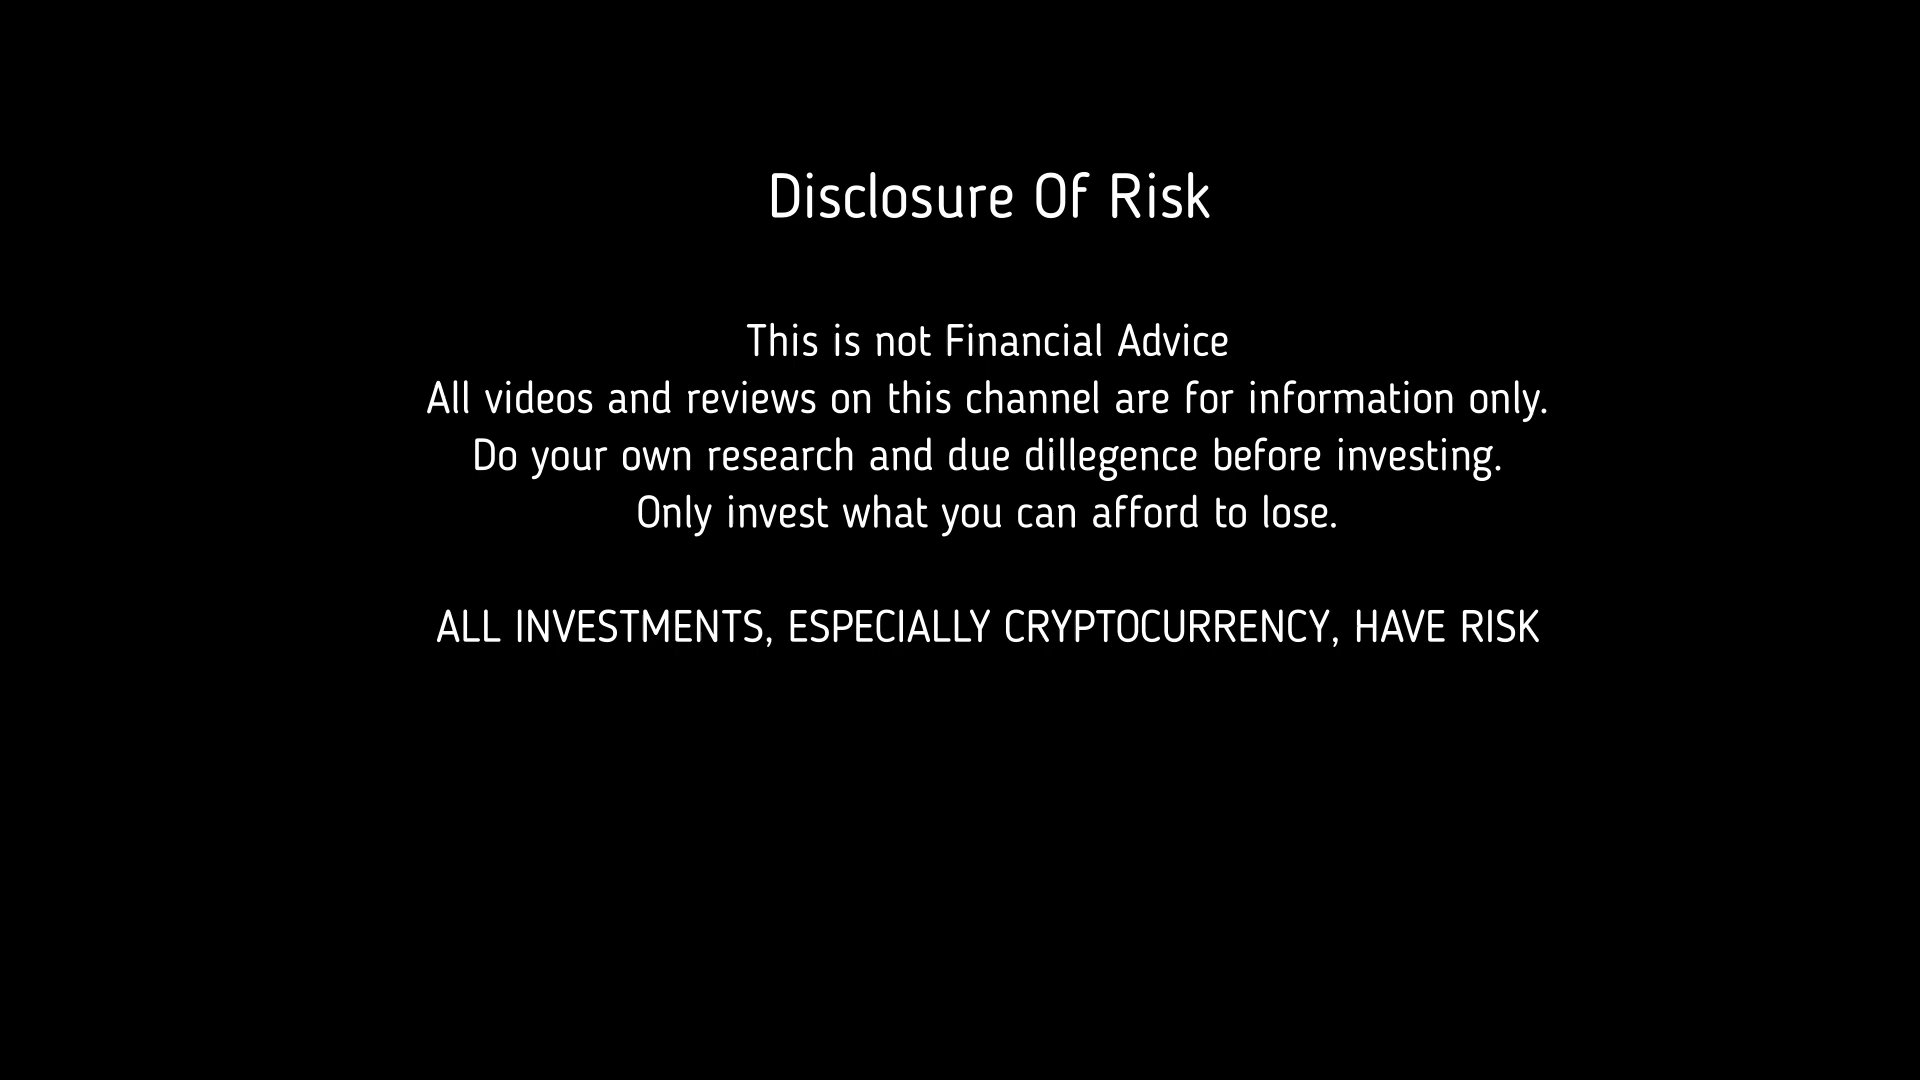 Disclosure Of Risk
This is not Financial Advice
All videos and reviews on this channel are for information only.
Do your own research and due dillegence before investing.
Only invest what you can afford to lose.
ALL INVESTMENTS, ESPECIALLY CRYPTOCURRENCY, HAVE RISK